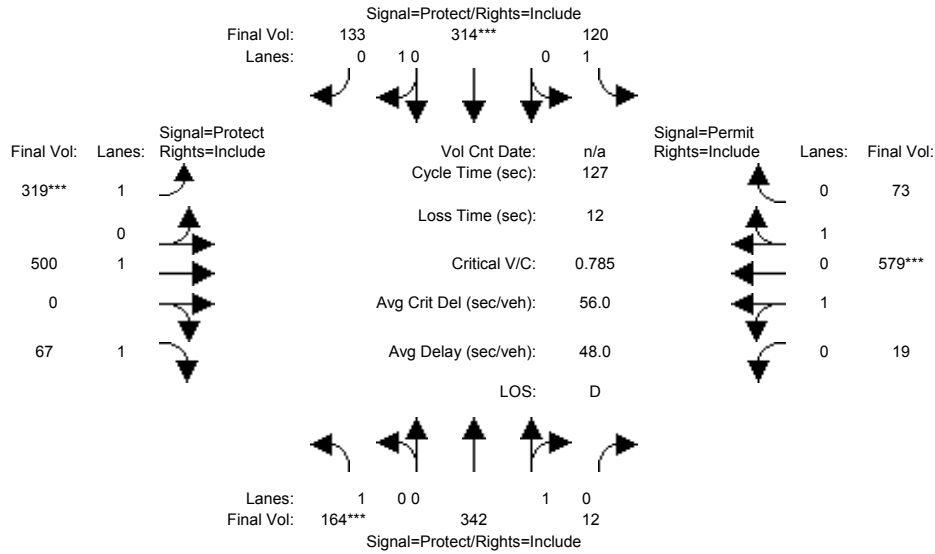 Signal=Protect/Rights=Include
Final Vol: 133 314*** 120
Lanes: 0 1 0 0 1
Signal=Protect
Final Vol: Lanes: Rights=Include
Vol Cnt Date: n/a
Signal=Permit
Rights=Include Lanes: Final Vol:
Cycle Time (sec): 127
319*** 1
0 73
Loss Time (sec): 12
0
1
500 1
Critical V/C: 0.785
0 579***
0 0
Avg Crit Del (sec/veh): 56.0
1
67 1
Avg Delay (sec/veh): 48.0
0 19
LOS: D
Lanes: 1 0 0 1 0
Final Vol: 164*** 342 12
Signal=Protect/Rights=Include